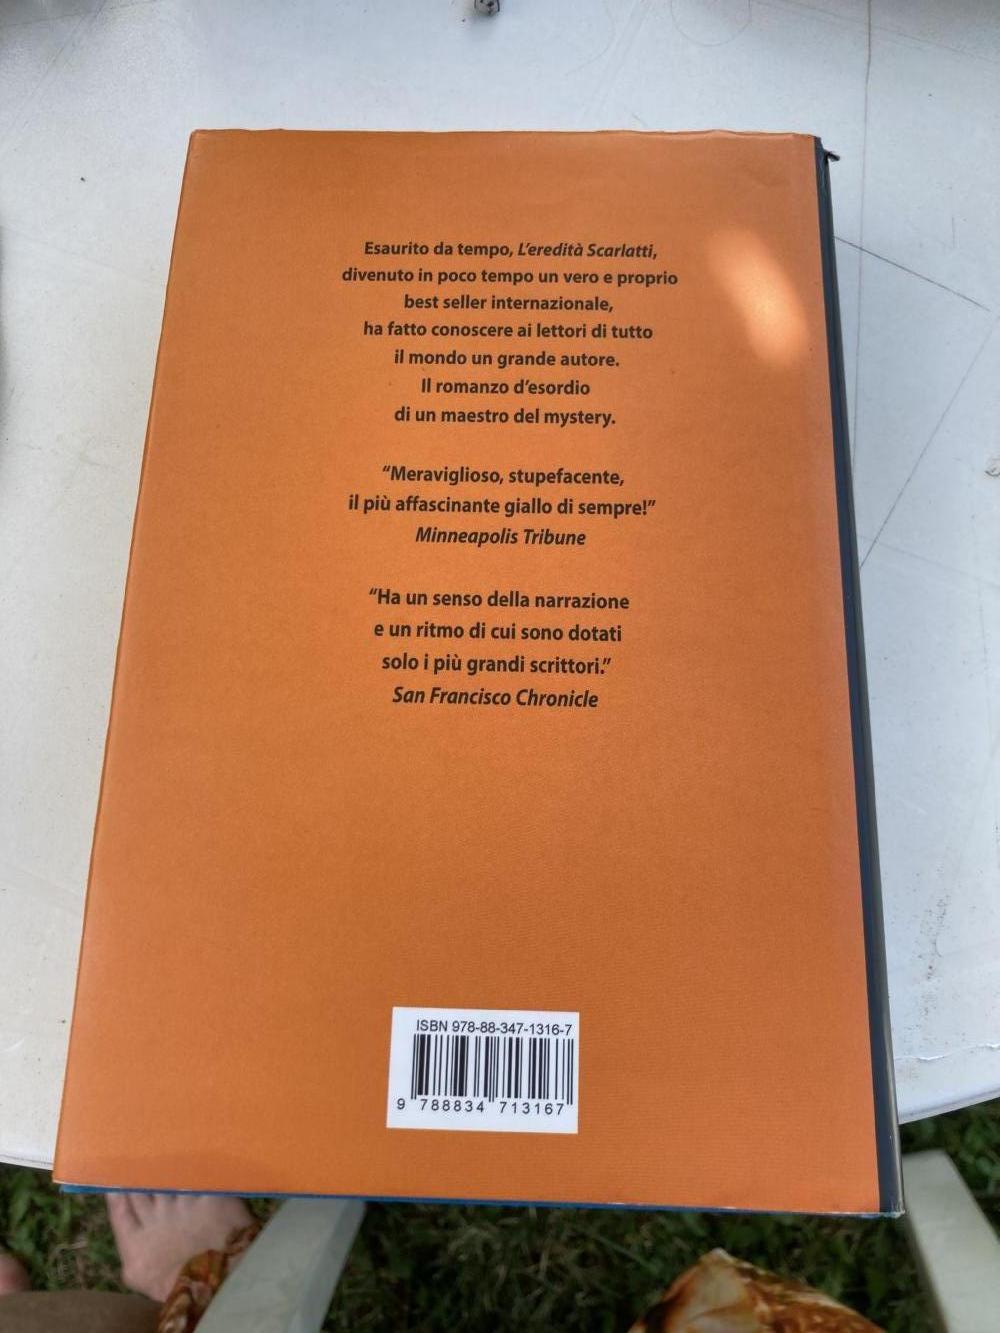 Esaurito da tempo, L'eredità Scarlatti,
divenuto in poco tempo un vero e proprio
best seller internazionale,
ha fatto conoscere ai lettori di tutto
il mondo un grande autore.
Il romanzo d'esordio
di un maestro del mystery.
“Meraviglioso, stupefacente,
il più affascinante giallo di sempre!”
Minneapolis Tribune
“Ha un senso della narrazione
e un ritmo di cui sono dotati
solo i più grandi scrittori.”
San Francisco Chronicle
ISBN 978-88-347-1316-7
9 788834 713167